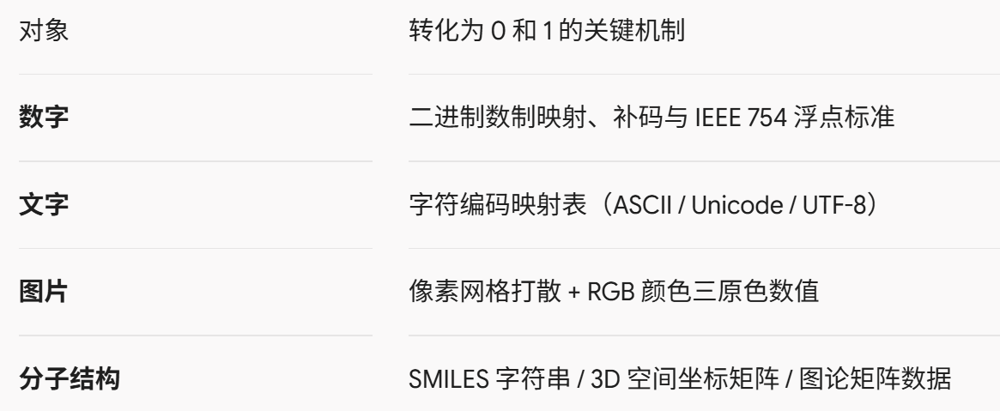 对象 转化为 0 和 1 的关键机制
数字 二进制数制映射、补码与 IEEE 754 浮点标准
文字 字符编码映射表（ASCII / Unicode / UTF-8）
图片 像素网格打散 + RGB 颜色三原色数值
分子结构 SMILES 字符串 / 3D 空间坐标矩阵 / 图论矩阵数据